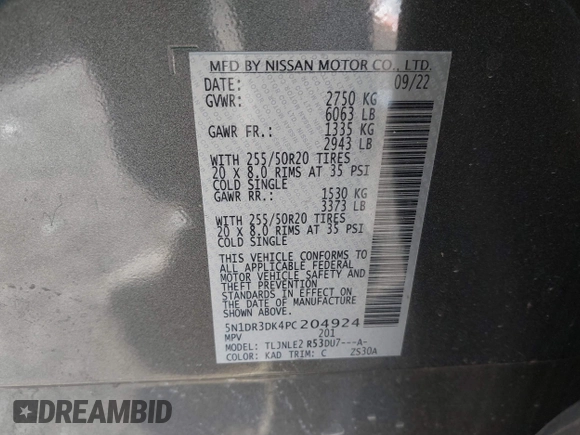 MFD BY NISSAN MOTOR CO., LTD.
DATE: 09/22
GVWR: 2750 KG
6063 LB
GAWR FR.: 1335 KG
2943 LB
WITH 255/50R20 TIRES
20 X 8.0 RIMS AT 35 PSI
COLD SINGLE
GAWR RR.: 1530 KG
3373 LB
WITH 255/50R20 TIRES
20 X 8.0 RIMS AT 35 PSI
COLD SINGLE
THIS VEHICLE CONFORMS TO
ALL APPLICABLE FEDERAL
MOTOR VEHICLE SAFETY AND
THEFT PREVENTION
STANDARDS IN EFFECT ON
THE DATE OF MANUFACTURE
SHOWN ABOVE.
5N1DR3DK4PC204924
MPV 201
MODEL: TLJNLE2 R53DU7---A-
COLOR: KAD TRIM: C 2S30A
DREAMBID